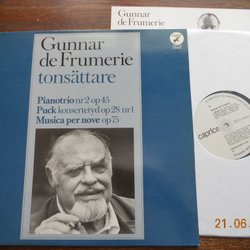 Gunnar
de Frumerie
tonsättare
Pianotrio nr 2 op 45
Puck konsertetyd op 28 nr 1
Musica per nove op 75
Gunnar
de Frumerie
caprice
21.06